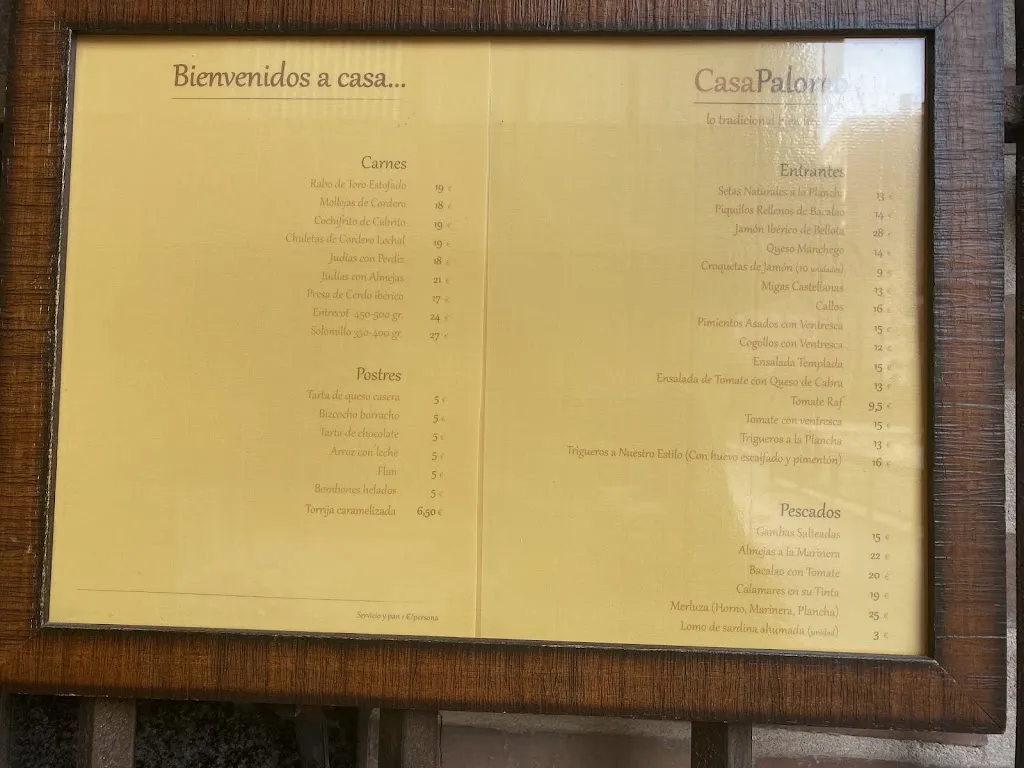 Bienvenidos a casa...
Carnes
Rabo de Toro Estofado 19 €
Mollejas de Cordero 18 €
Cochifrito de Cabrito 19 €
Chuletas de Cordero Lechal 19 €
Judías con Perdiz 18 €
Judías con Almejas 21 €
Presa de Cerdo ibérico 17 €
Entrecot 450-500 gr. 24 €
Solomillo 350-400 gr. 27 €
Postres
Tarta de queso casera 5 €
Bizcocho borracho 5 €
Tarta de chocolate 5 €
Arroz con leche 5 €
Flan 5 €
Bombones helados 5 €
Torrija caramelizada 6,50 €
Servicio y pan 1 €/persona
CasaPalomo
lo tradicional
Entrantes
Setas Naturales a la Plancha 13 €
Piquillos Rellenos de Bacalao 14 €
Jamón Ibérico de Bellota 28 €
Queso Manchego 14 €
Croquetas de Jamón (10 unidades) 9 €
Migas Castellanas 13 €
Callos 16 €
Pimientos Asados con Ventresca 15 €
Cogollos con Ventresca 12 €
Ensalada Templada 15 €
Ensalada de Tomate con Queso de Cabra 13 €
Tomate Raf 9,5 €
Tomate con ventresca 15 €
Trigueros a la Plancha 13 €
Trigueros a Nuestro Estilo (Con huevo escalfado y pimentón) 16 €
Pescados
Gambas Salteadas 15 €
Almejas a la Marinera 22 €
Bacalao con Tomate 20 €
Calamares en su Tinta 19 €
Merluza (Horno, Marinera, Plancha) 25 €
Lomo de sardina ahumada (unidad) 3 €